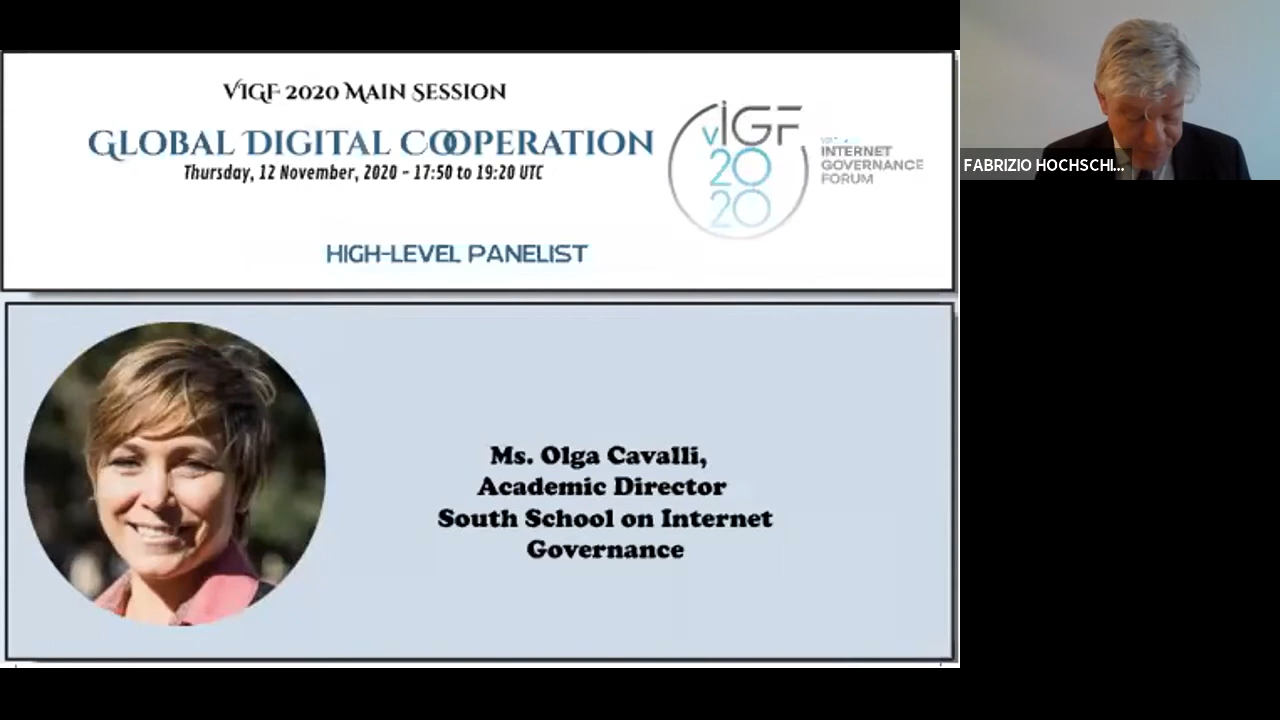 VIGF 2020 MAIN SESSION
GLOBAL DIGITAL COOPERATION
Thursday, 12 November, 2020 - 17:50 to 19:20 UTC
HIGH-LEVEL PANELIST
vIGF
2020
INTERNET
GOVERNANCE
FORUM
FABRIZIO HOCHSCHI...
Ms. Olga Cavalli,
Academic Director
South School on Internet
Governance